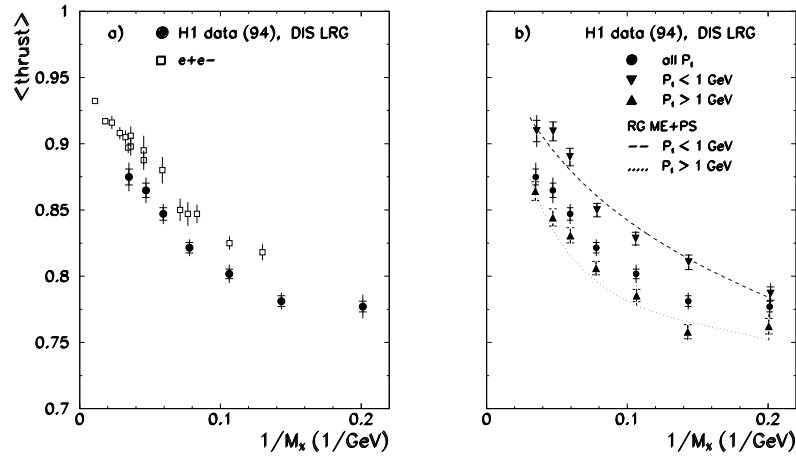 <thrust>
1
0.95
0.9
0.85
0.8
0.75
0.7
a) H1 data (94), DIS LRG
e+e−
0 0.1 0.2
1/Mₓ (1/GeV)
b) H1 data (94), DIS LRG
all Pₜ
Pₜ < 1 GeV
Pₜ > 1 GeV
RG ME+PS
Pₜ < 1 GeV
Pₜ > 1 GeV
0 0.1 0.2
1/Mₓ (1/GeV)